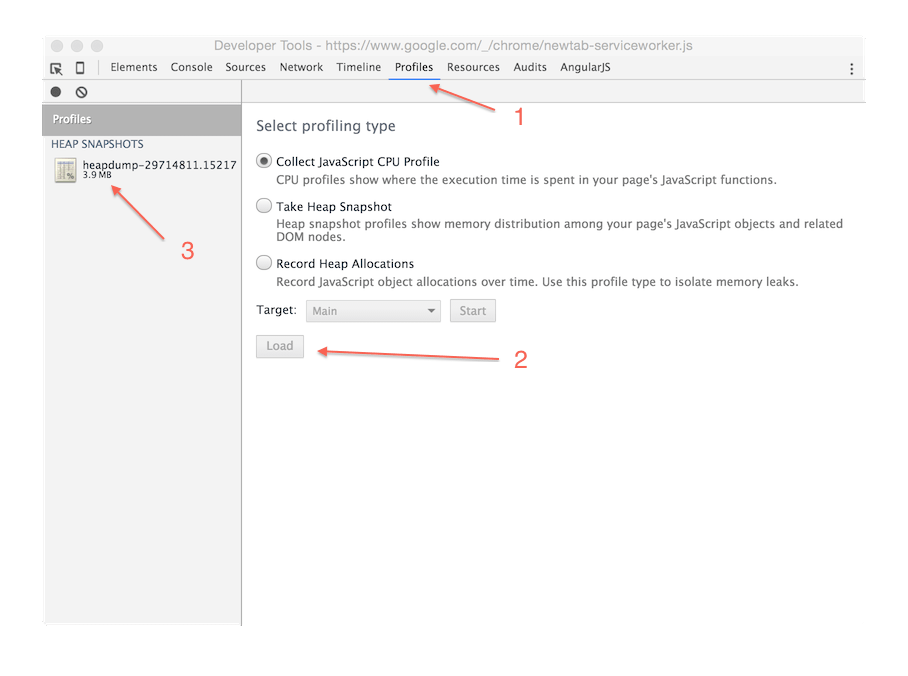 Developer Tools - https://www.google.com/_/chrome/newtab-serviceworker.js
Elements Console Sources Network Timeline Profiles Resources Audits AngularJS
1
Profiles
HEAP SNAPSHOTS
heapdump-29714811.15217
3.9 MB
3
Select profiling type
Collect JavaScript CPU Profile
CPU profiles show where the execution time is spent in your page's JavaScript functions.
Take Heap Snapshot
Heap snapshot profiles show memory distribution among your page's JavaScript objects and related
DOM nodes.
Record Heap Allocations
Record JavaScript object allocations over time. Use this profile type to isolate memory leaks.
Target: Main Start
Load
2